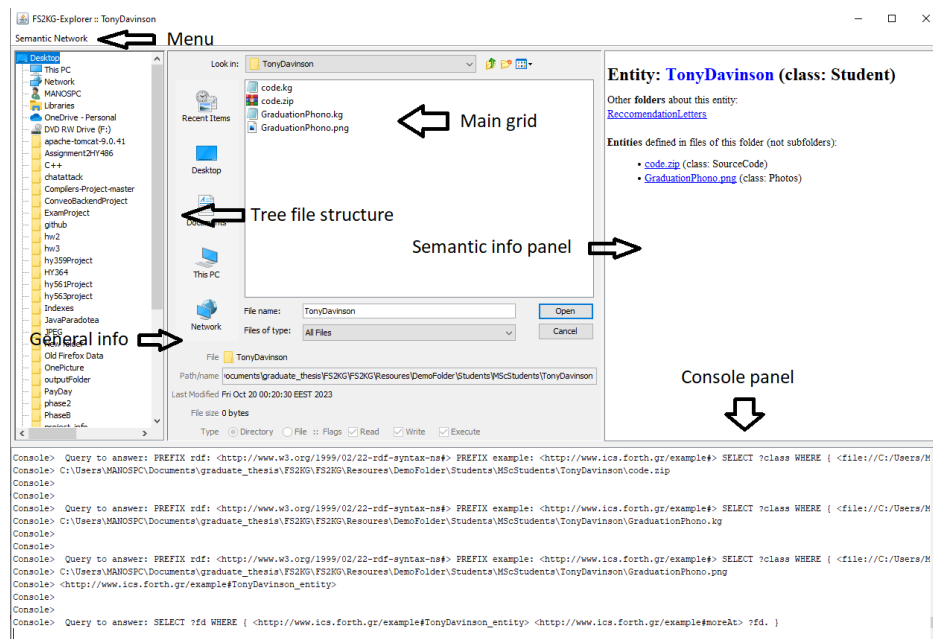 FS2KG-Explorer :: TonyDavinson
Semantic Network
Menu
Desktop
This PC
Network
MANOSPC
Libraries
OneDrive - Personal
DVD RW Drive (F:)
apache-tomcat-9.0.41
Assignment2HY486
C++
chatattack
Compilers-Project-master
ConveoBackendProject
ExamProject
github
hw2
hw3
hy359Project
HY364
hy561Project
hy563project
Indexes
JavaParadotea
JPEG
New folder
Old Firefox Data
OnePicture
outputFolder
PayDay
phase2
PhaseB
project_info
Look in:
TonyDavinson
Recent Items
Desktop
Documents
This PC
Network
code.kg
code.zip
GraduationPhono.kg
GraduationPhono.png
Main grid
Tree file structure
Semantic info panel
General info
File name:
TonyDavinson
Open
Files of type:
All Files
Cancel
File
TonyDavinson
Path/name
ocuments\graduate_thesis\FS2KG\FS2KG\Resoures\DemoFolder\Students\MScStudents\TonyDavinson
Last Modified Fri Oct 20 00:20:30 EEST 2023
File size 0 bytes
Type Directory File :: Flags Read Write Execute
Entity: TonyDavinson (class: Student)
Other folders about this entity:
ReccomendationLetters
Entities defined in files of this folder (not subfolders):
• code.zip (class: SourceCode)
• GraduationPhono.png (class: Photos)
Console panel
Console> Query to answer: PREFIX rdf: <http://www.w3.org/1999/02/22-rdf-syntax-ns#> PREFIX example: <http://www.ics.forth.gr/example#> SELECT ?class WHERE { <file://C:/Users/M
Console> C:\Users\MANOSPC\Documents\graduate_thesis\FS2KG\FS2KG\Resoures\DemoFolder\Students\MScStudents\TonyDavinson\code.zip
Console>
Console>
Console> Query to answer: PREFIX rdf: <http://www.w3.org/1999/02/22-rdf-syntax-ns#> PREFIX example: <http://www.ics.forth.gr/example#> SELECT ?class WHERE { <file://C:/Users/M
Console> C:\Users\MANOSPC\Documents\graduate_thesis\FS2KG\FS2KG\Resoures\DemoFolder\Students\MScStudents\TonyDavinson\GraduationPhono.kg
Console>
Console>
Console> Query to answer: PREFIX rdf: <http://www.w3.org/1999/02/22-rdf-syntax-ns#> PREFIX example: <http://www.ics.forth.gr/example#> SELECT ?class WHERE { <file://C:/Users/M
Console> C:\Users\MANOSPC\Documents\graduate_thesis\FS2KG\FS2KG\Resoures\DemoFolder\Students\MScStudents\TonyDavinson\GraduationPhono.png
Console> <http://www.ics.forth.gr/example#TonyDavinson_entity>
Console>
Console>
Console> Query to answer: SELECT ?fd WHERE { <http://www.ics.forth.gr/example#TonyDavinson_entity> <http://www.ics.forth.gr/example#moreAt> ?fd. }